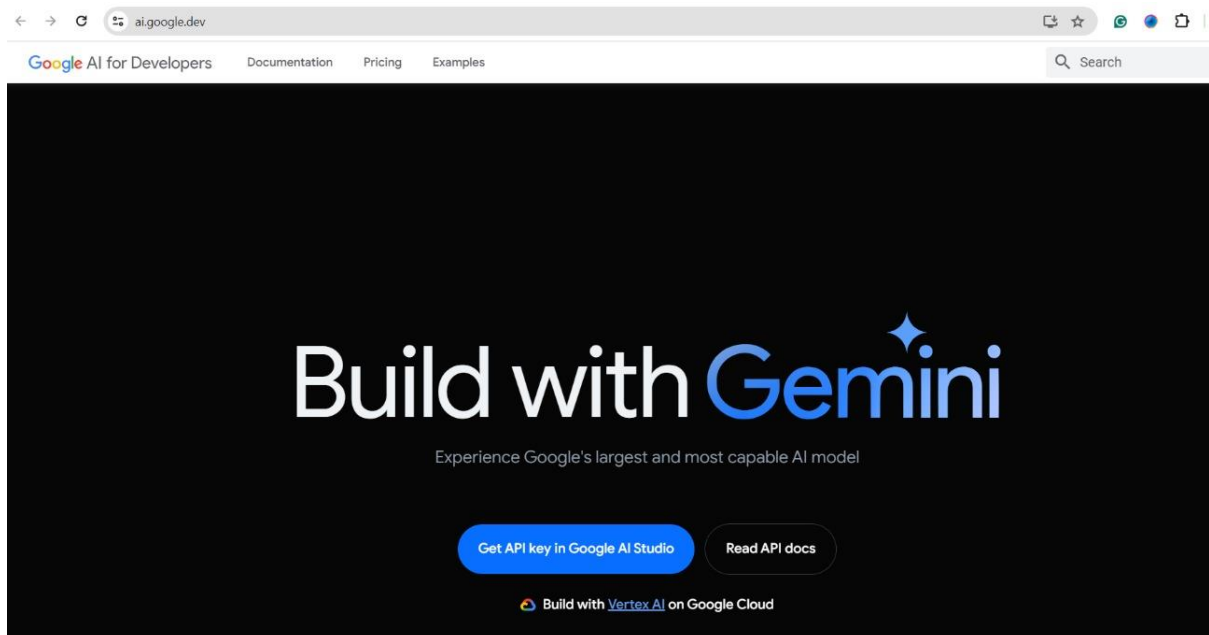 ai.google.dev
Google AI for Developers Documentation Pricing Examples Search
Build with Gemini
Experience Google's largest and most capable AI model
Get API key in Google AI Studio Read API docs
Build with Vertex AI on Google Cloud